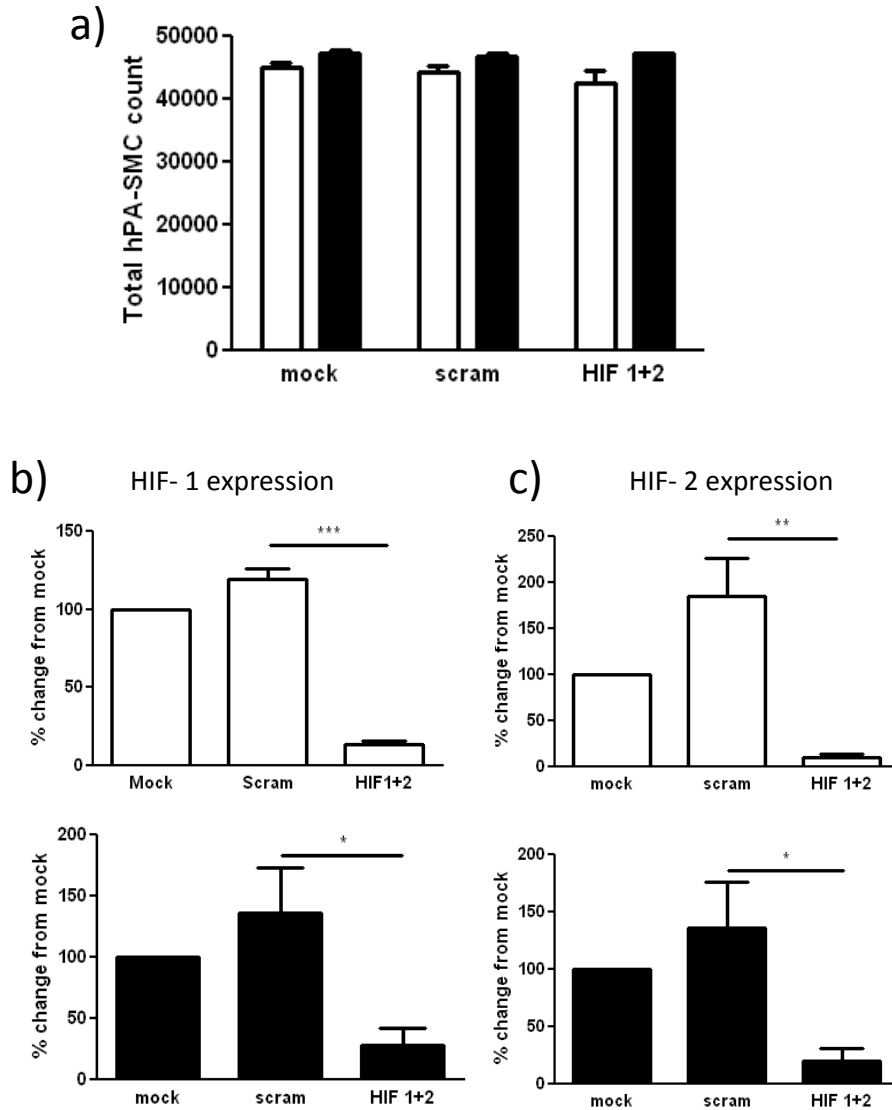 a)
Total hPA-SMC count
50000
40000
30000
20000
10000
0
mock scram HIF 1+2
b) HIF- 1 expression
% change from mock
150
***
100
50
0
Mock Scram HIF1+2
% change from mock
200
*
150
100
50
0
mock scram HIF 1+2
c) HIF- 2 expression
% change from mock
250
**
200
150
100
50
0
mock scram HIF 1+2
% change from mock
200
*
150
100
50
0
mock scram HIF 1+2